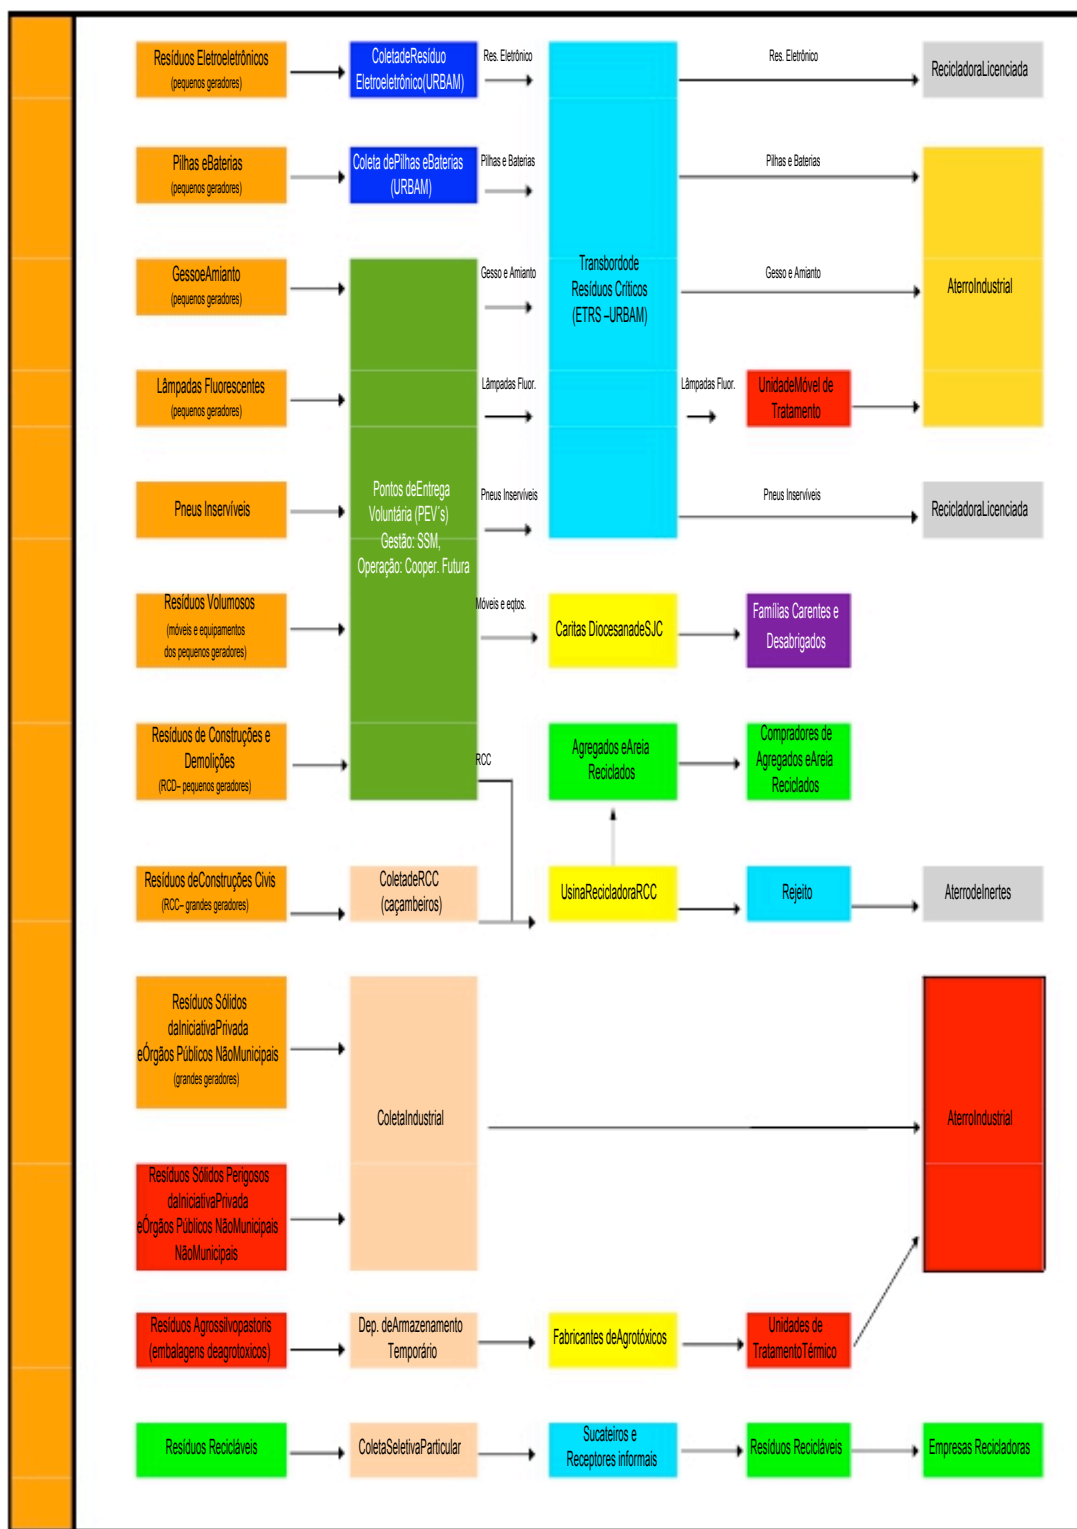 Resíduos Eletroeletrônicos
(pequenos geradores)
ColetadeResíduo
Eletroeletrônico(URBAM)
Res. Eletrônico
Res. Eletrônico
RecicladoraLicenciada
Pilhas eBaterias
(pequenos geradores)
Coleta dePilhas eBaterias
(URBAM)
Pilhas e Baterias
Pilhas e Baterias
GessoeAmianto
(pequenos geradores)
Gesso e Amianto
Transbordode
Resíduos Críticos
(ETRS –URBAM)
Gesso e Amianto
AterroIndustrial
Lâmpadas Fluorescentes
(pequenos geradores)
Lâmpadas Fluor.
Lâmpadas Fluor.
UnidadeMóvel de
Tratamento
Pneus Inservíveis
Pontos deEntrega
Voluntária (PEV´s)
Gestão: SSM,
Operação: Cooper. Futura
Pneus Inservíveis
Pneus Inservíveis
RecicladoraLicenciada
Resíduos Volumosos
(móveis e equipamentos
dos pequenos geradores)
Móveis e eqtos.
Caritas DiocesanadeSJC
Famílias Carentes e
Desabrigados
Resíduos de Construções e
Demolições
(RCD– pequenos geradores)
RCC
Agregados eAreia
Reciclados
Compradores de
Agregados eAreia
Reciclados
Resíduos deConstruções Civis
(RCC– grandes geradores)
ColetadeRCC
(caçambeiros)
UsinaRecicladoraRCC
Rejeito
AterrodeInertes
Resíduos Sólidos
daIniciativaPrivada
eÓrgãos Públicos NãoMunicipais
(grandes geradores)
ColetaIndustrial
AterroIndustrial
Resíduos Sólidos Perigosos
daIniciativaPrivada
eÓrgãos Públicos NãoMunicipais
NãoMunicipais
Resíduos Agrossilvopastoris
(embalagens deagrotoxicos)
Dep. deArmazenamento
Temporário
Fabricantes deAgrotóxicos
Unidades de
TratamentoTérmico
Resíduos Recicláveis
ColetaSeletivaParticular
Sucateiros e
Receptores informais
Resíduos Recicláveis
Empresas Recicladoras